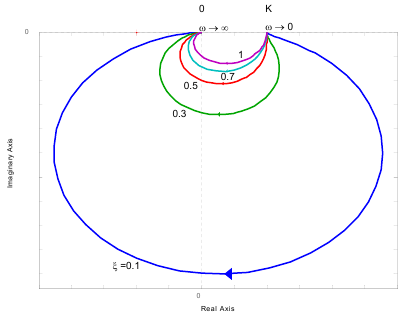 0 K
ω→∞ ω→0
0
1
0.7
0.5
0.3
Imaginary Axis
ξ =0.1
0
Real Axis